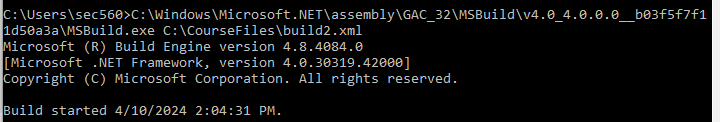 C:\Users\sec560>C:\Windows\Microsoft.NET\assembly\GAC_32\MSBuild\v4.0_4.0.0.0__b03f5f7f1
1d50a3a\MSBuild.exe C:\CourseFiles\build2.xml
Microsoft (R) Build Engine version 4.8.4084.0
[Microsoft .NET Framework, version 4.0.30319.42000]
Copyright (C) Microsoft Corporation. All rights reserved.
Build started 4/10/2024 2:04:31 PM.